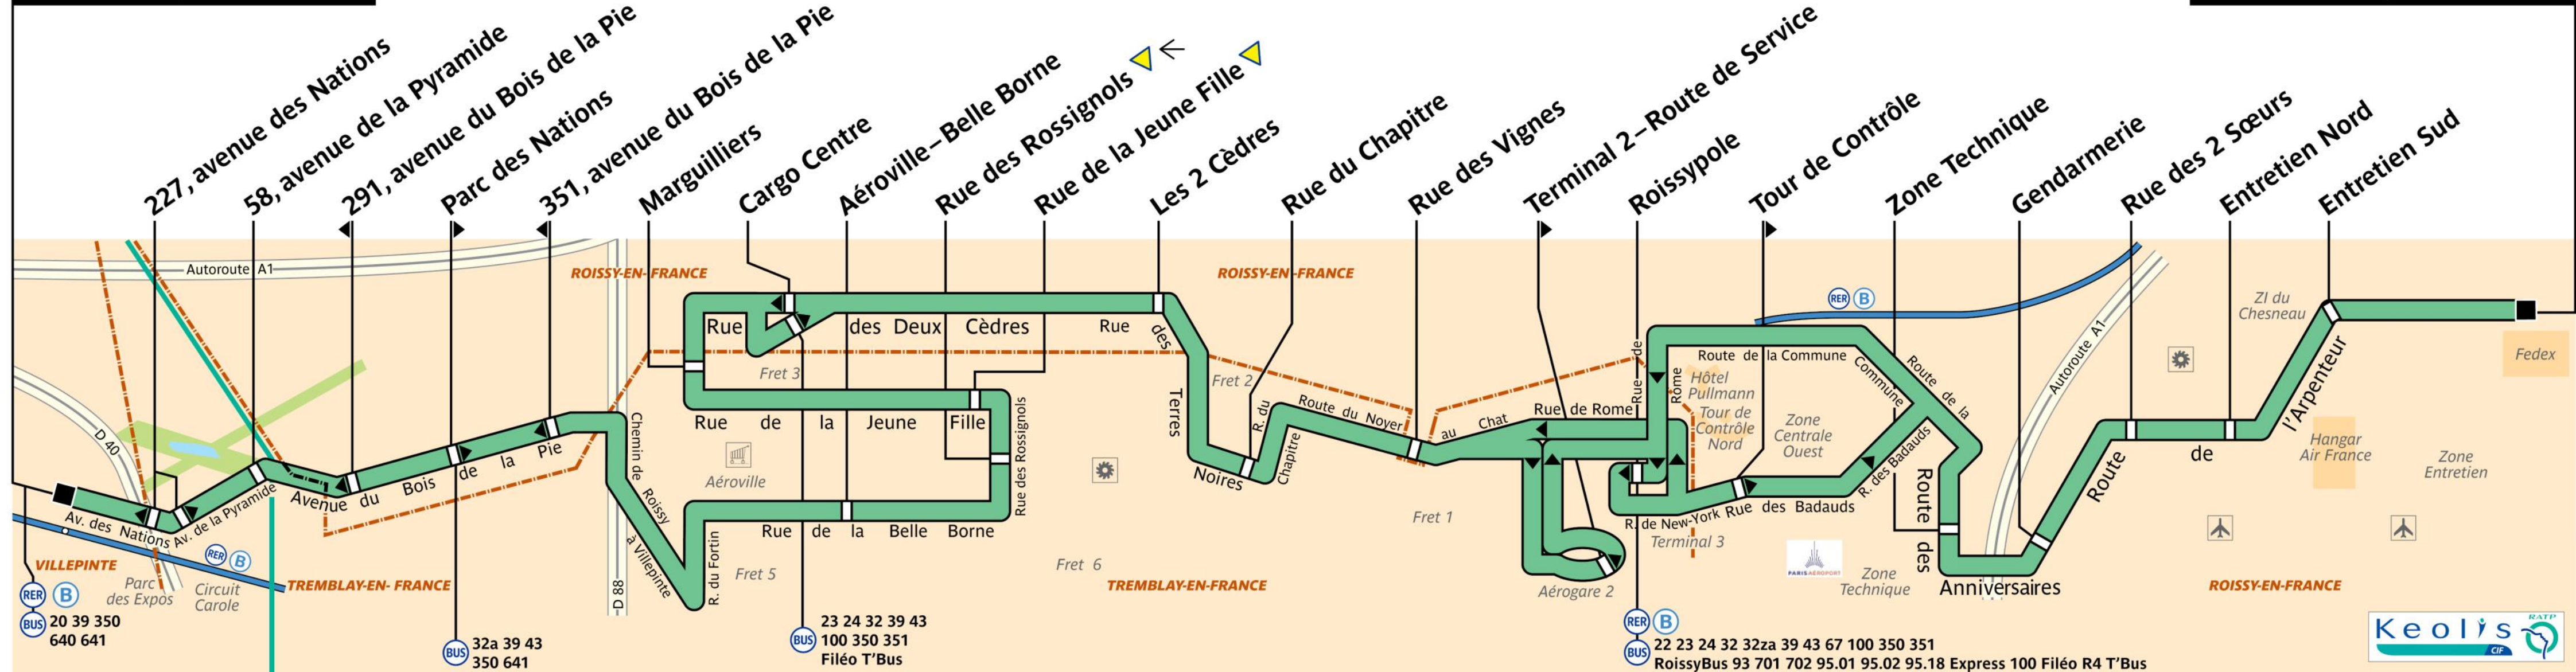 227, avenue des Nations
58, avenue de la Pyramide
291, avenue du Bois de la Pie
Parc des Nations
351, avenue du Bois de la Pie
Marguilliers
Cargo Centre
Aéroville–Belle Borne
Rue des Rossignols
Rue de la Jeune Fille
Les 2 Cèdres
Rue du Chapitre
Rue des Vignes
Terminal 2–Route de Service
Roissypole
Tour de Contrôle
Zone Technique
Gendarmerie
Rue des 2 Sœurs
Entretien Nord
Entretien Sud
Autoroute A1
D 40
Av. des Nations
Av. de la Pyramide
Avenue du Bois de la Pie
RER B
VILLEPINTE
Parc
des Expos
Circuit
Carole
TREMBLAY-EN- FRANCE
RER B
BUS 20 39 350
640 641
BUS 32a 39 43
350 641
ROISSY-EN-FRANCE
D 88
Chemin de Roissy à Villepinte
R. du Fortin
Rue des Deux Cèdres
Fret 3
Rue de la Jeune Fille
Aéroville
Rue des Rossignols
Rue de la Belle Borne
Fret 5
Fret 6
BUS 23 24 32 39 43
100 350 351
Filéo T'Bus
ROISSY-EN-FRANCE
Rue des Terres Noires
Fret 2
R. du Chapitre
Route du Noyer au Chat
Fret 1
TREMBLAY-EN-FRANCE
Rue de Rome
Rue de Rome
Aérogare 2
R. de New-York
Terminal 3
Rue des Badauds
R. des Badauds
Route de la Commune
Hôtel
Pullmann
Tour de
Contrôle
Nord
Zone
Centrale
Ouest
Route de la Commune
RER B
PARIS AÉROPORT
Zone
Technique
RER B
BUS 22 23 24 32 32za 39 43 67 100 350 351
RoissyBus 93 701 702 95.01 95.02 95.18 Express 100 Filéo R4 T'Bus
Route des Anniversaires
Autoroute A1
Route de l'Arpenteur
ZI du
Chesneau
Hangar
Air France
Zone
Entretien
Fedex
ROISSY-EN-FRANCE
Keolis
CIF
RATP